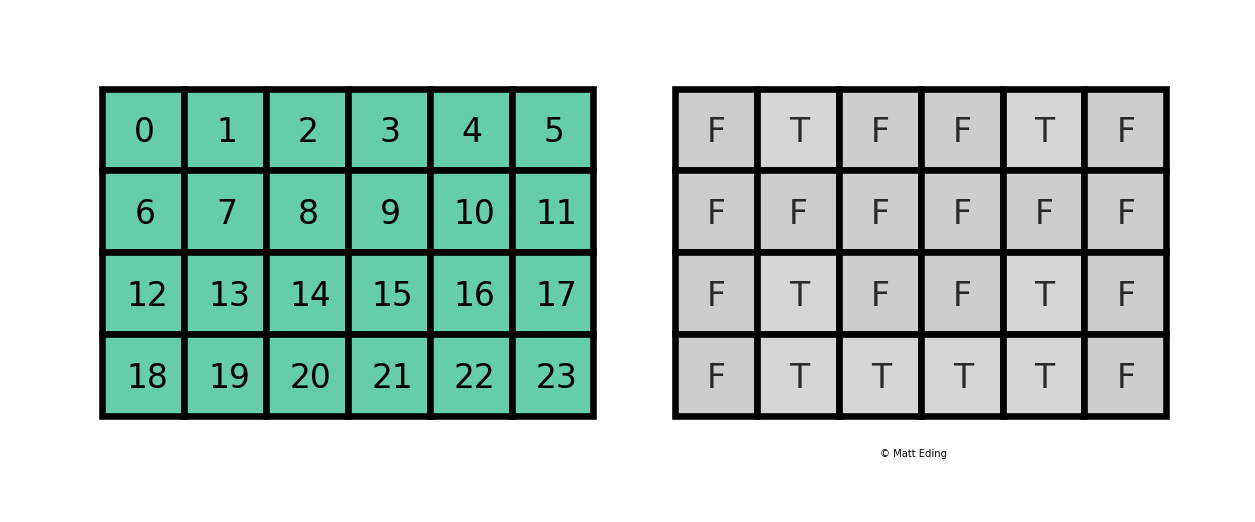 0 1 2 3 4 5 F T F F T F
6 7 8 9 10 11 F F F F F F
12 13 14 15 16 17 F T F F T F
18 19 20 21 22 23 F T T T T F
© Matt Eding